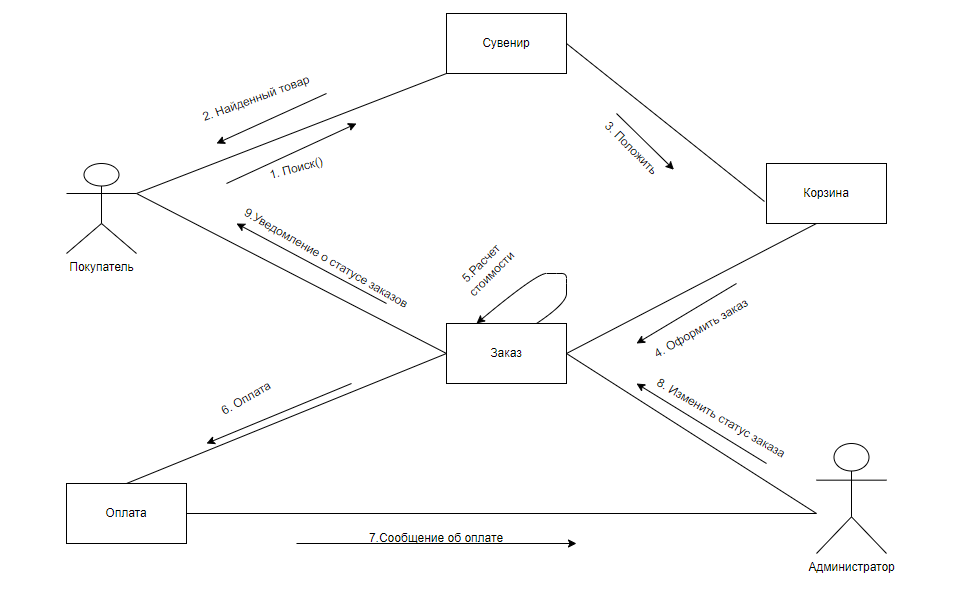 Сувенир
2. Найденный товар
1. Поиск()
3. Положить
Покупатель
Корзина
9.Уведомление о статусе заказов
5.Расчет
стоимости
4. Оформить заказ
Заказ
6. Оплата
8. Изменить статус заказа
Оплата
7.Сообщение об оплате
Администратор